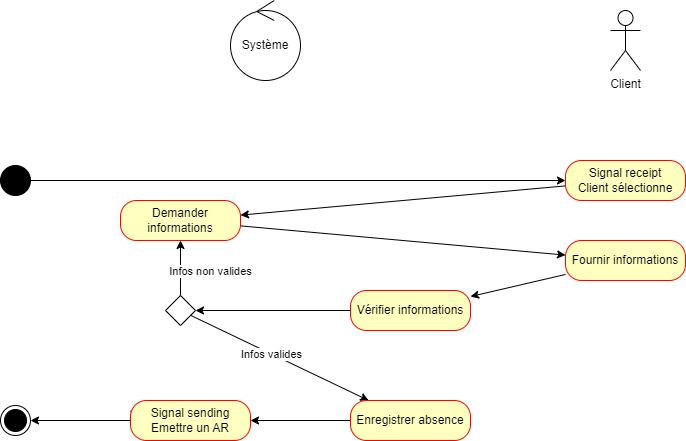 Système
Client
Signal receipt
Client sélectionne
Demander
informations
Fournir informations
Infos non valides
Vérifier informations
Infos valides
Signal sending
Emettre un AR
Enregistrer absence